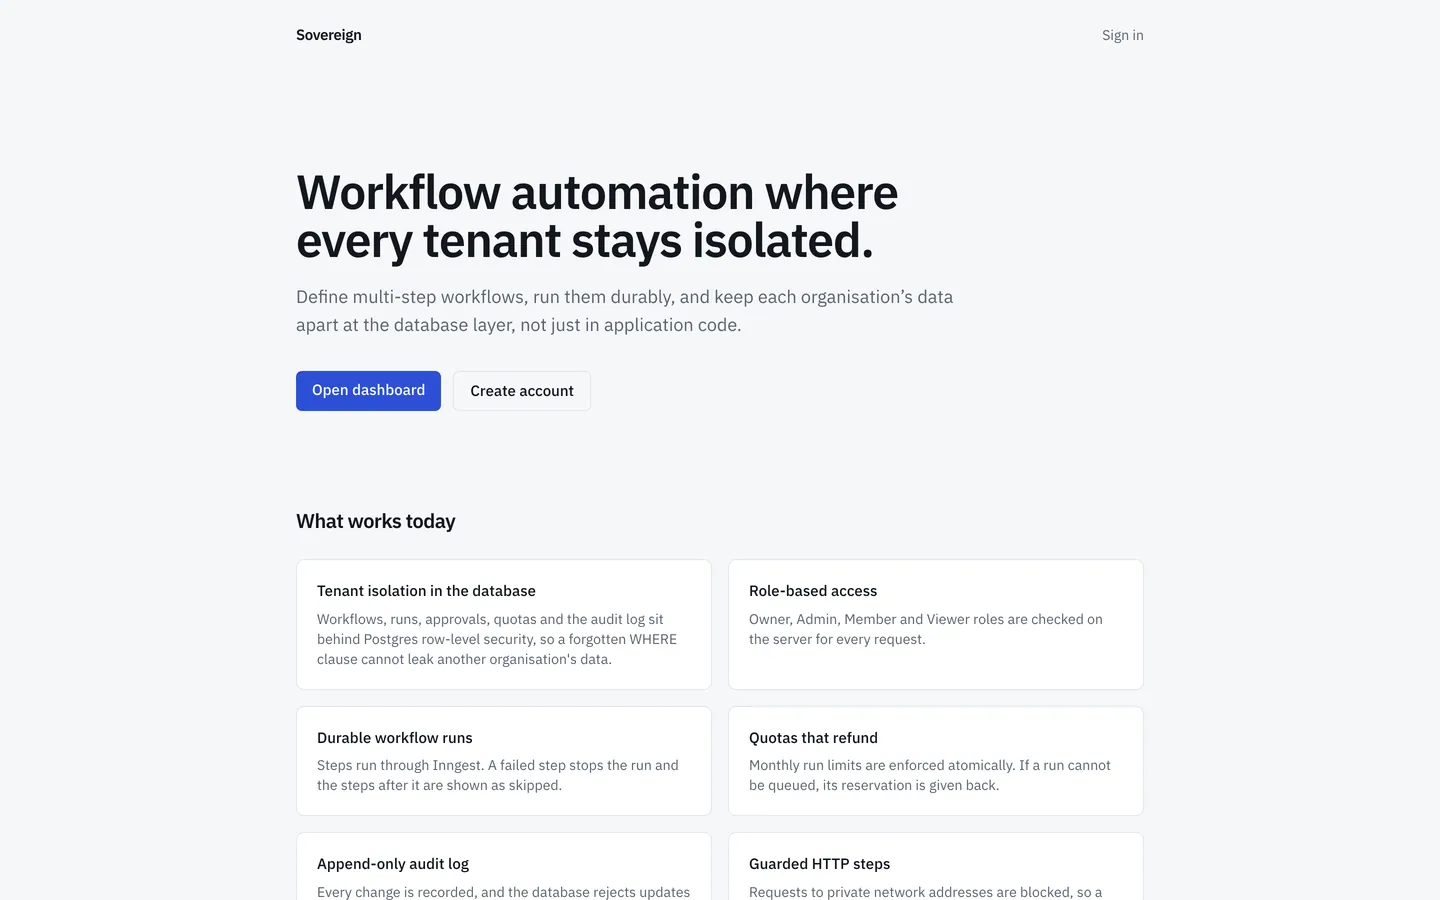 Sovereign
Sign in
Workflow automation where
every tenant stays isolated.
Define multi-step workflows, run them durably, and keep each organisation’s data
apart at the database layer, not just in application code.
Open dashboard
Create account
What works today
Tenant isolation in the database
Workflows, runs, approvals, quotas and the audit log sit
behind Postgres row-level security, so a forgotten WHERE
clause cannot leak another organisation's data.
Role-based access
Owner, Admin, Member and Viewer roles are checked on
the server for every request.
Durable workflow runs
Steps run through Inngest. A failed step stops the run and
the steps after it are shown as skipped.
Quotas that refund
Monthly run limits are enforced atomically. If a run cannot
be queued, its reservation is given back.
Append-only audit log
Every change is recorded, and the database rejects updates
Guarded HTTP steps
Requests to private network addresses are blocked, so a